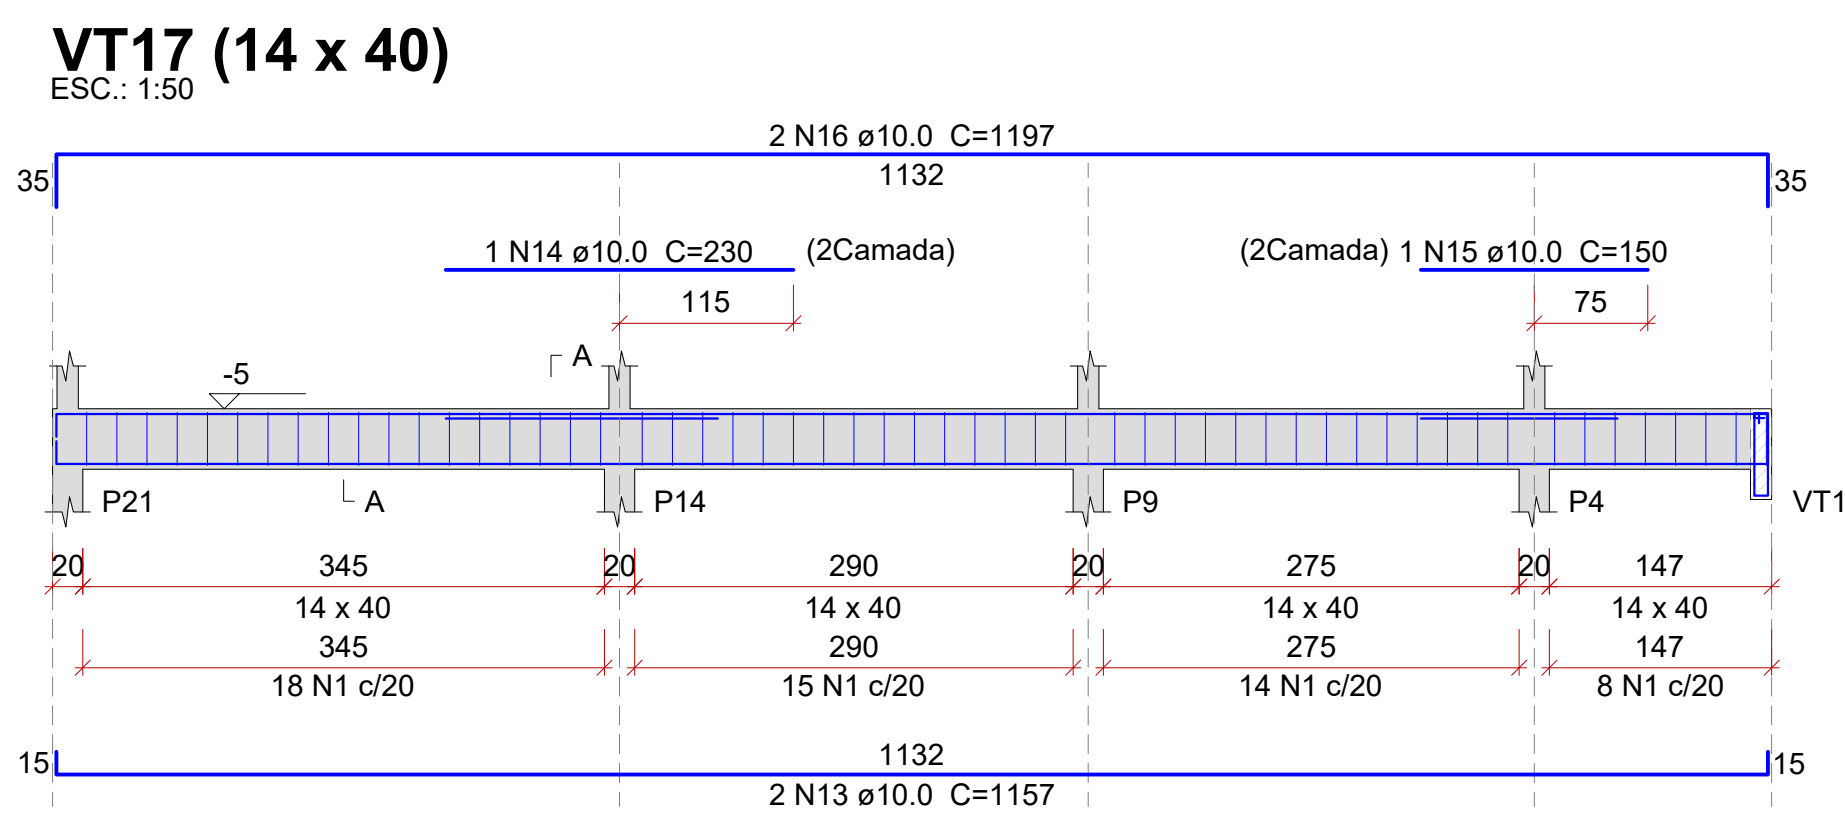 VT17 (14 x 40)
ESC.: 1:50
2 N16 ø10.0 C=1197
35 1132 35
1 N14 ø10.0 C=230 (2Camada) (2Camada) 1 N15 ø10.0 C=150
115 75
A
-5
P21 A P14 P9 P4 VT1
20 345 20 290 20 275 20 147
14 x 40 14 x 40 14 x 40 14 x 40
345 290 275 147
18 N1 c/20 15 N1 c/20 14 N1 c/20 8 N1 c/20
15 1132 15
2 N13 ø10.0 C=1157